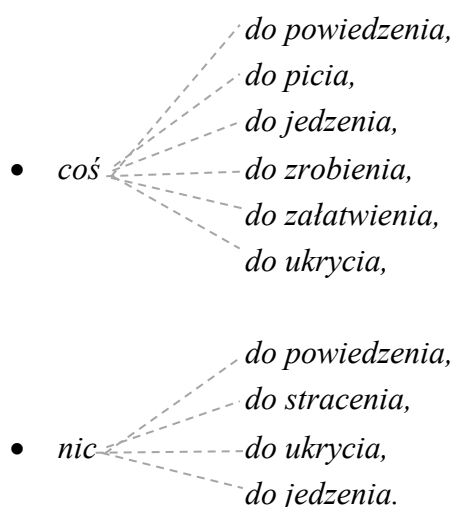 do powiedzenia,
do picia,
do jedzenia,
• coś do zrobienia,
do załatwienia,
do ukrycia,
do powiedzenia,
do stracenia,
• nic do ukrycia,
do jedzenia.